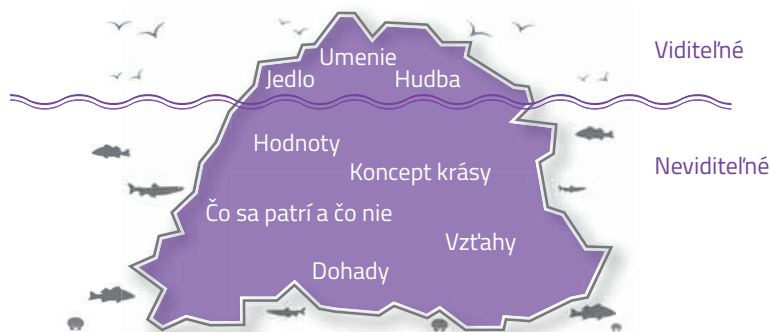 Umenie
Viditeľné
Jedlo
Hudba
Hodnoty
Neviditeľné
Koncept krásy
Čo sa patrí a čo nie
Vzťahy
Dohady